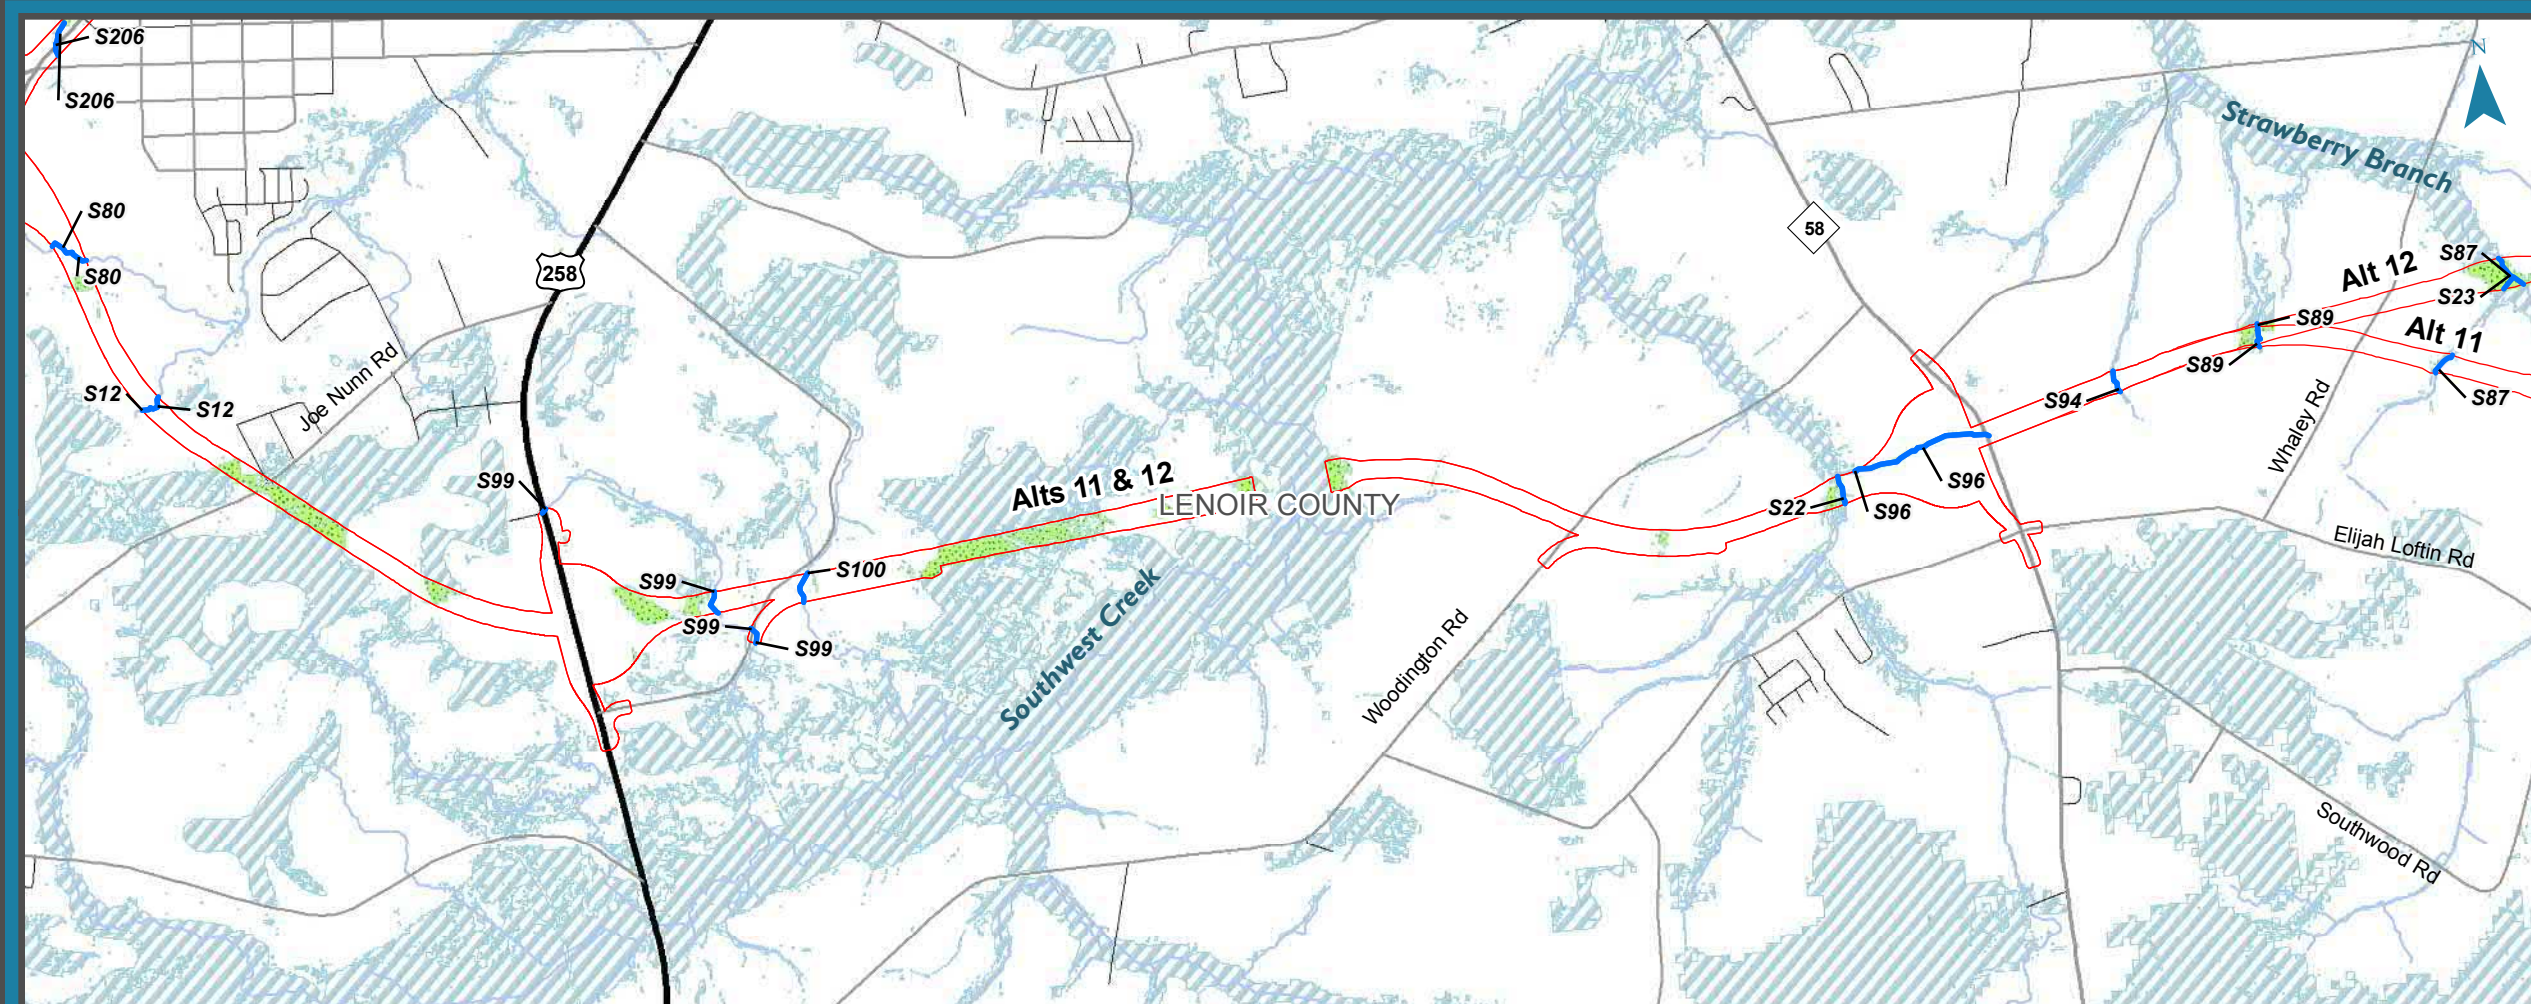 S206
S206
N
Strawberry Branch
S80
S80
58
258
Alt 12
S87
S23
S89
Alt 11
S89
S87
Joe Nunn Rd
S12
S12
S94
Whaley Rd
S99
Alts 11 & 12
LENOIR COUNTY
S96
S22
S96
Elijah Loftin Rd
S99
S100
S99
S99
Southwest Creek
Woodington Rd
Southwood Rd